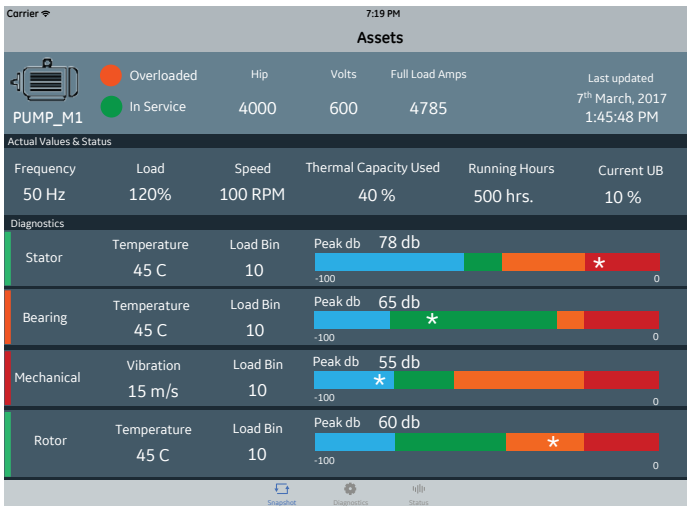 Carrier
7:19 PM
Assets
Overloaded
In Service
PUMP_M1
Hip
4000
Volts
600
Full Load Amps
4785
Last updated
7th March, 2017
1:45:48 PM
Actual Values & Status
Frequency Load Speed Thermal Capacity Used Running Hours Current UB
50 Hz 120% 100 RPM 40 % 500 hrs. 10 %
Diagnostics
Stator
Temperature
45 C
Load Bin
10
Peak db 78 db
*
-100 0
Bearing
Temperature
45 C
Load Bin
10
Peak db 65 db
*
-100 0
Mechanical
Vibration
15 m/s
Load Bin
10
Peak db 55 db
*
-100 0
Rotor
Temperature
45 C
Load Bin
10
Peak db 60 db
*
-100 0
Snapshot Diagnostics Status